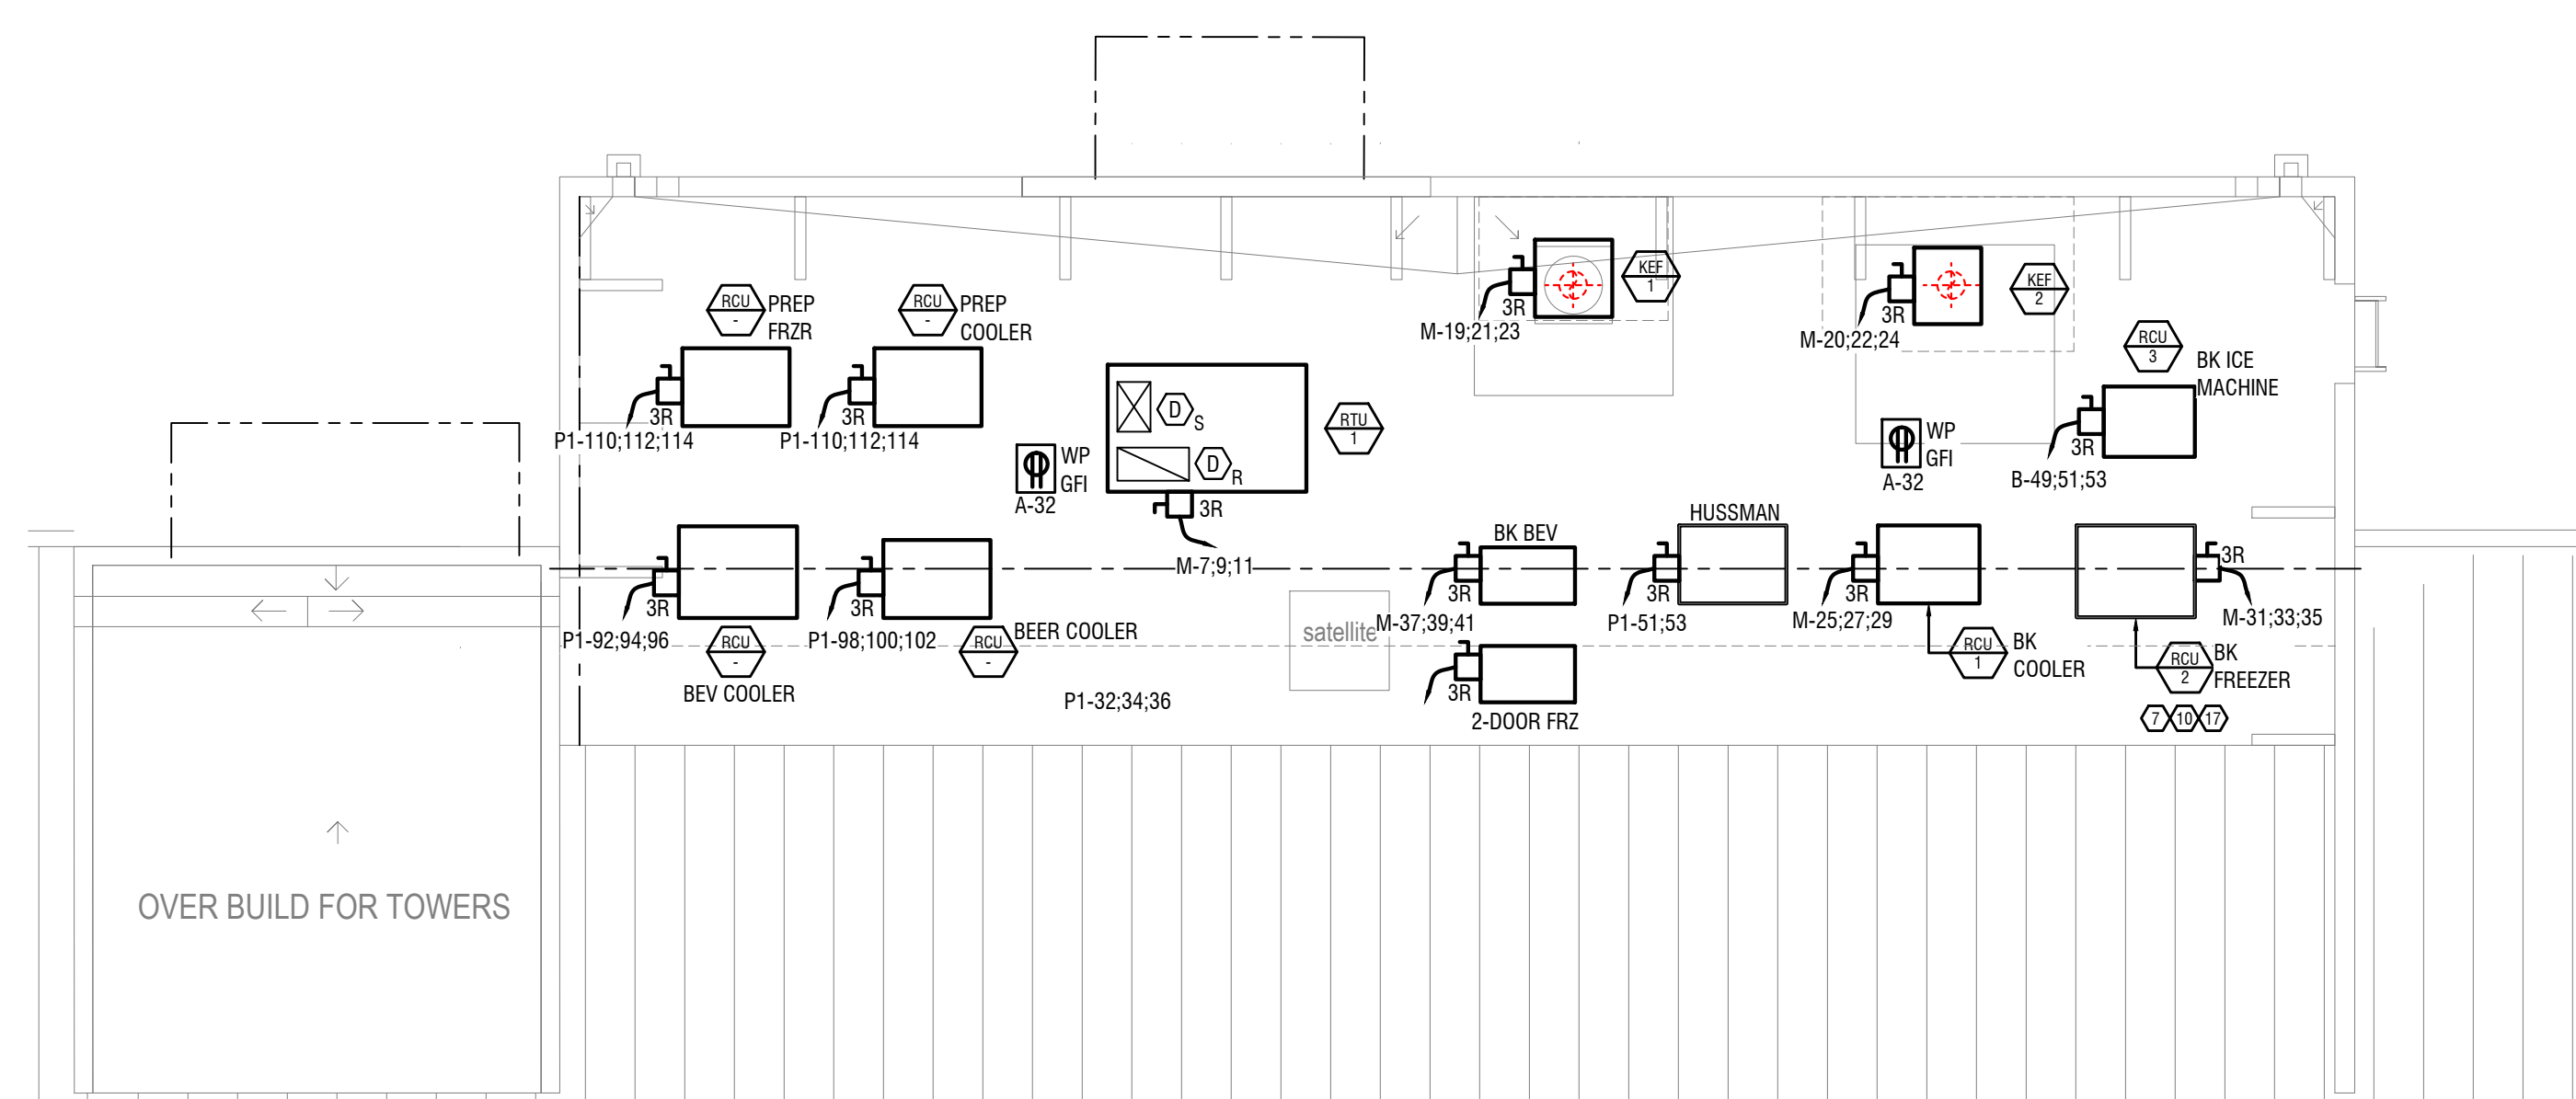 KEF
1
3R
M-19;21;23
KEF
2
3R
M-20;22;24
RCU
-
PREP
FRZR
3R
P1-110;112;114
RCU
-
PREP
COOLER
3R
P1-110;112;114
D
S
D
R
RTU
1
3R
M-7;9;11
WP
GFI
A-32
WP
GFI
A-32
RCU
3
BK ICE
MACHINE
3R
B-49;51;53
3R
P1-92;94;96
RCU
-
BEV COOLER
3R
P1-98;100;102
RCU
-
BEER COOLER
P1-32;34;36
satellite
BK BEV
3R
M-37;39;41
3R
2-DOOR FRZ
HUSSMAN
3R
P1-51;53
3R
M-25;27;29
RCU
1
BK
COOLER
3R
M-31;33;35
RCU
2
BK
FREEZER
7
10
17
OVER BUILD FOR TOWERS